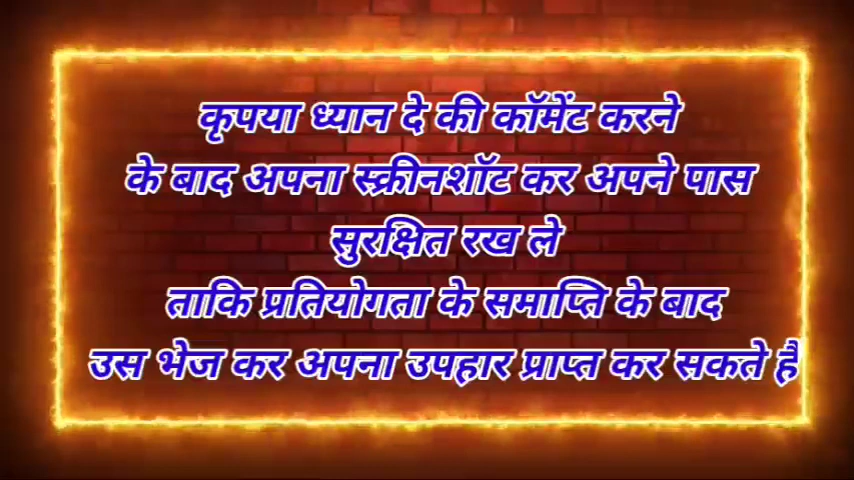 कृपया ध्यान दे की कॉमेंट करने
के बाद अपना स्क्रीनशॉट कर अपने पास
सुरक्षित रख ले
ताकि प्रतियोगता के समाप्ति के बाद
उस भेज कर अपना उपहार प्राप्त कर सकते है